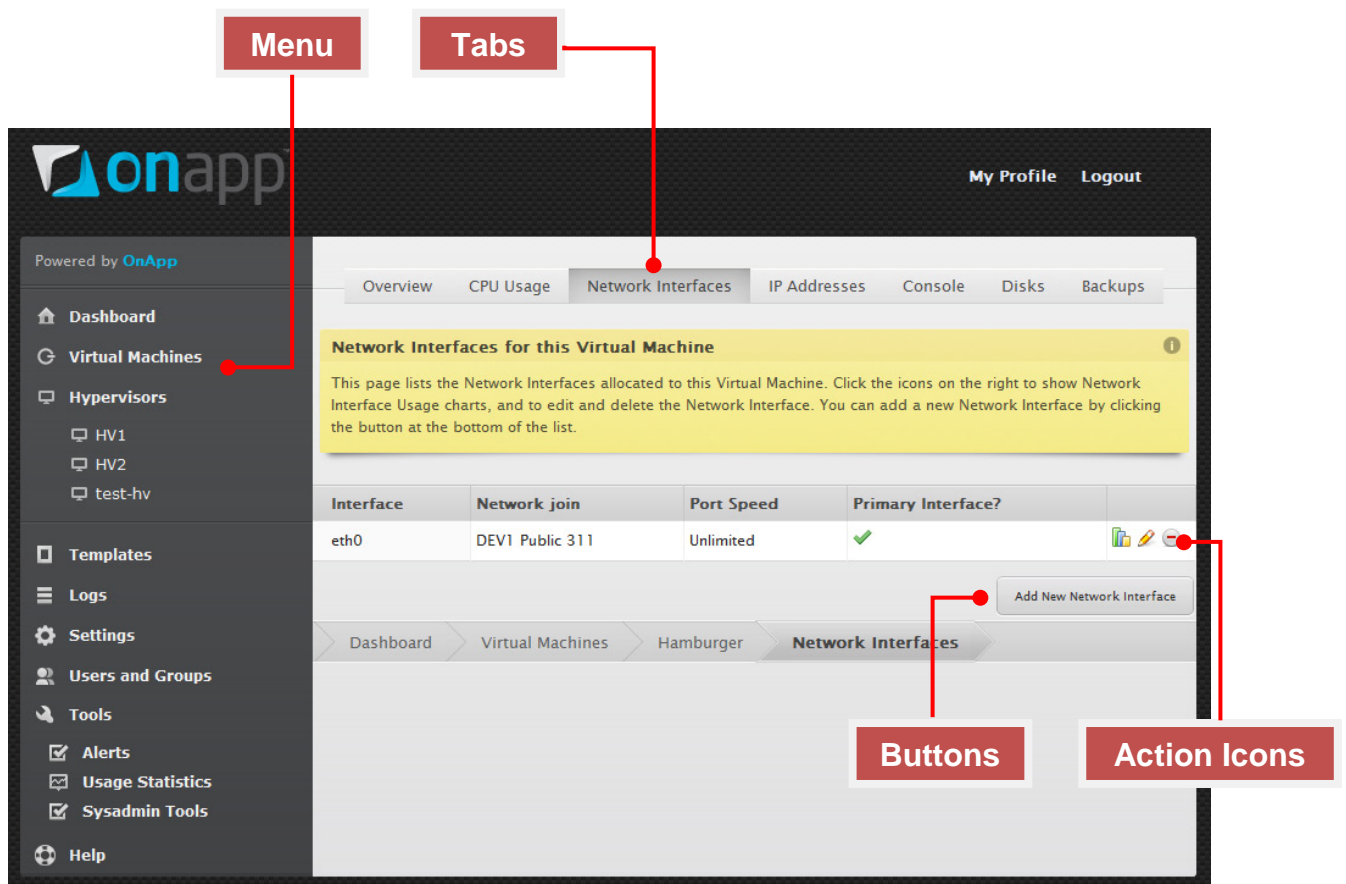 Menu
Tabs
onapp
My Profile Logout
Powered by OnApp
Dashboard
Virtual Machines
Hypervisors
HV1
HV2
test-hv
Templates
Logs
Settings
Users and Groups
Tools
Alerts
Usage Statistics
Sysadmin Tools
Help
Overview CPU Usage Network Interfaces IP Addresses Console Disks Backups
Network Interfaces for this Virtual Machine
This page lists the Network Interfaces allocated to this Virtual Machine. Click the icons on the right to show Network
Interface Usage charts, and to edit and delete the Network Interface. You can add a new Network Interface by clicking
the button at the bottom of the list.
Interface Network join Port Speed Primary Interface?
eth0 DEV1 Public 311 Unlimited
Add New Network Interface
Dashboard Virtual Machines Hamburger Network Interfaces
Buttons
Action Icons